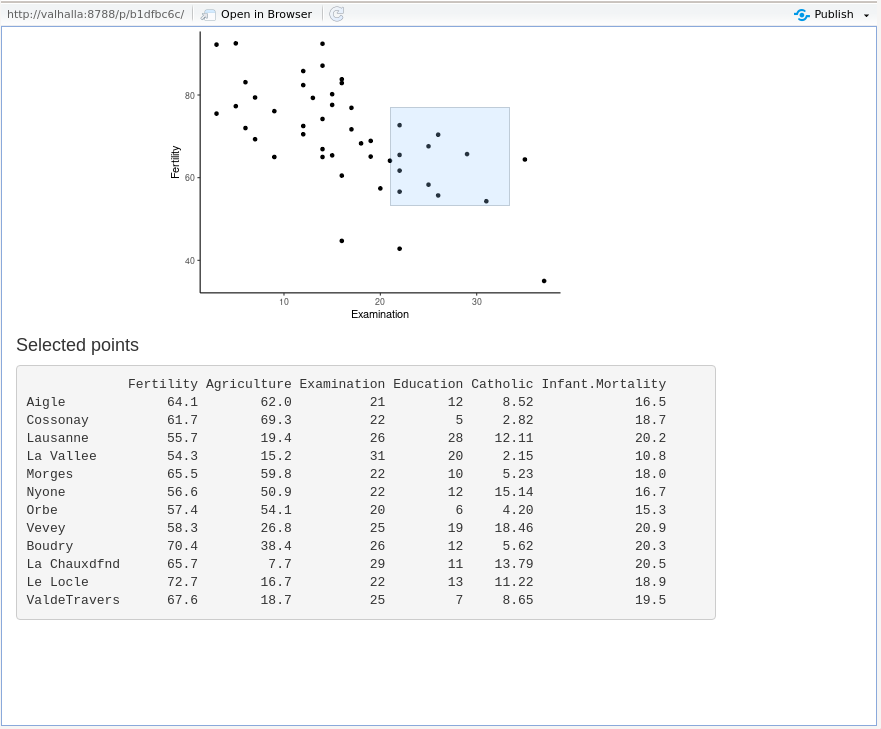 http://valhalla:8788/p/b1dfbc6c/ Open in Browser Publish
80
60
40
Fertility
10 20 30
Examination
Selected points
Fertility Agriculture Examination Education Catholic Infant.Mortality
Aigle 64.1 62.0 21 12 8.52 16.5
Cossonay 61.7 69.3 22 5 2.82 18.7
Lausanne 55.7 19.4 26 28 12.11 20.2
La Vallee 54.3 15.2 31 20 2.15 10.8
Morges 65.5 59.8 22 10 5.23 18.0
Nyone 56.6 50.9 22 12 15.14 16.7
Orbe 57.4 54.1 20 6 4.20 15.3
Vevey 58.3 26.8 25 19 18.46 20.9
Boudry 70.4 38.4 26 12 5.62 20.3
La Chauxdfnd 65.7 7.7 29 11 13.79 20.5
Le Locle 72.7 16.7 22 13 11.22 18.9
ValdeTravers 67.6 18.7 25 7 8.65 19.5